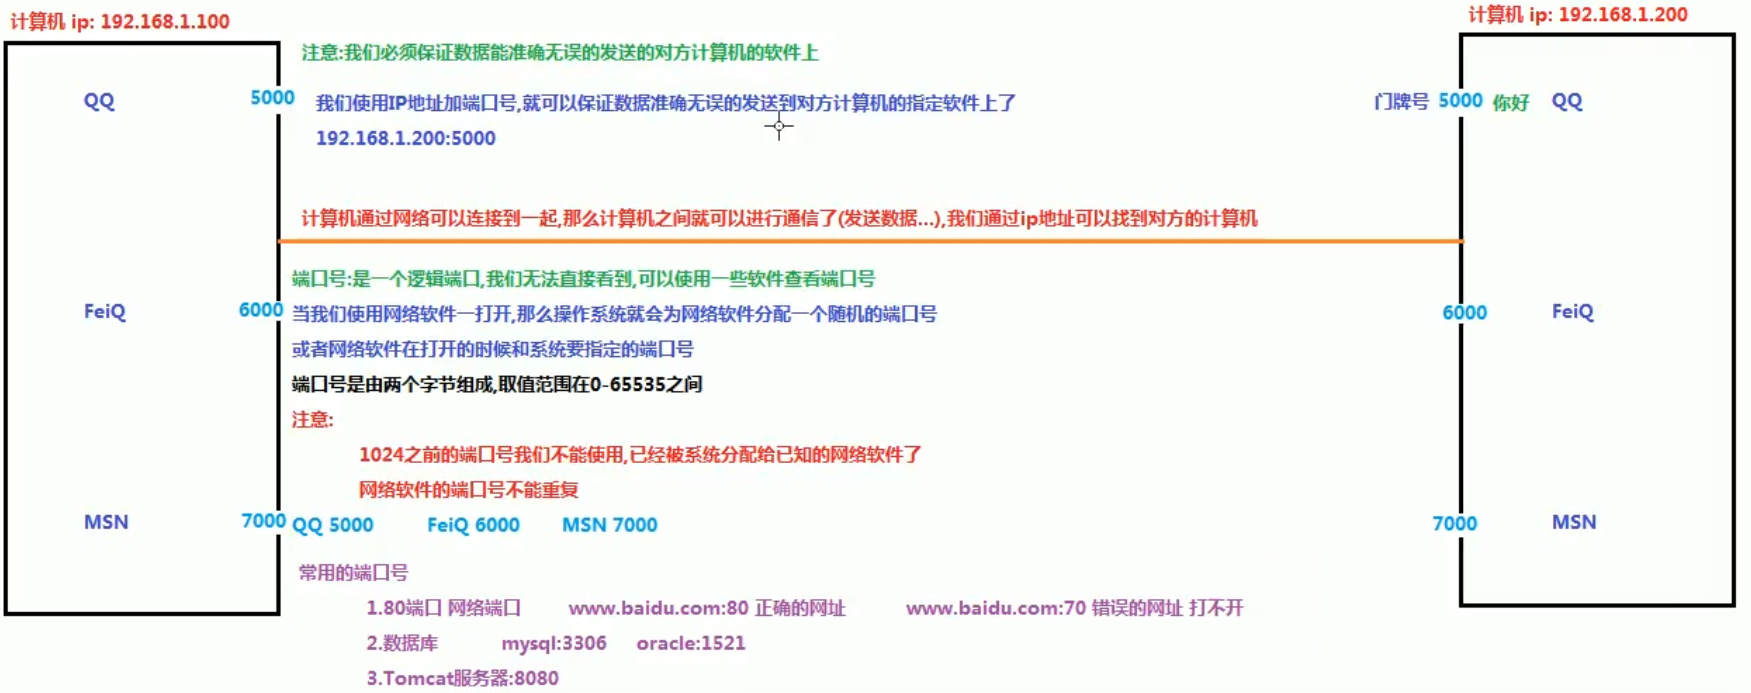 计算机 ip: 192.168.1.100
计算机 ip: 192.168.1.200
注意:我们必须保证数据能准确无误的发送的对方计算机的软件上
QQ 5000 我们使用IP地址加端口号,就可以保证数据准确无误的发送到对方计算机的指定软件上了 门牌号 5000 你好 QQ
192.168.1.200:5000
计算机通过网络可以连接到一起,那么计算机之间就可以进行通信了(发送数据...),我们通过ip地址可以找到对方的计算机
端口号:是一个逻辑端口,我们无法直接看到,可以使用一些软件查看端口号
FeiQ 6000 当我们使用网络软件一打开,那么操作系统就会为网络软件分配一个随机的端口号 6000 FeiQ
或者网络软件在打开的时候和系统要指定的端口号
端口号是由两个字节组成,取值范围在0-65535之间
注意:
1024之前的端口号我们不能使用,已经被系统分配给已知的网络软件了
网络软件的端口号不能重复
MSN 7000 QQ 5000 FeiQ 6000 MSN 7000 7000 MSN
常用的端口号
1.80端口 网络端口 www.baidu.com:80 正确的网址 www.baidu.com:70 错误的网址 打不开
2.数据库 mysql:3306 oracle:1521
3.Tomcat服务器:8080